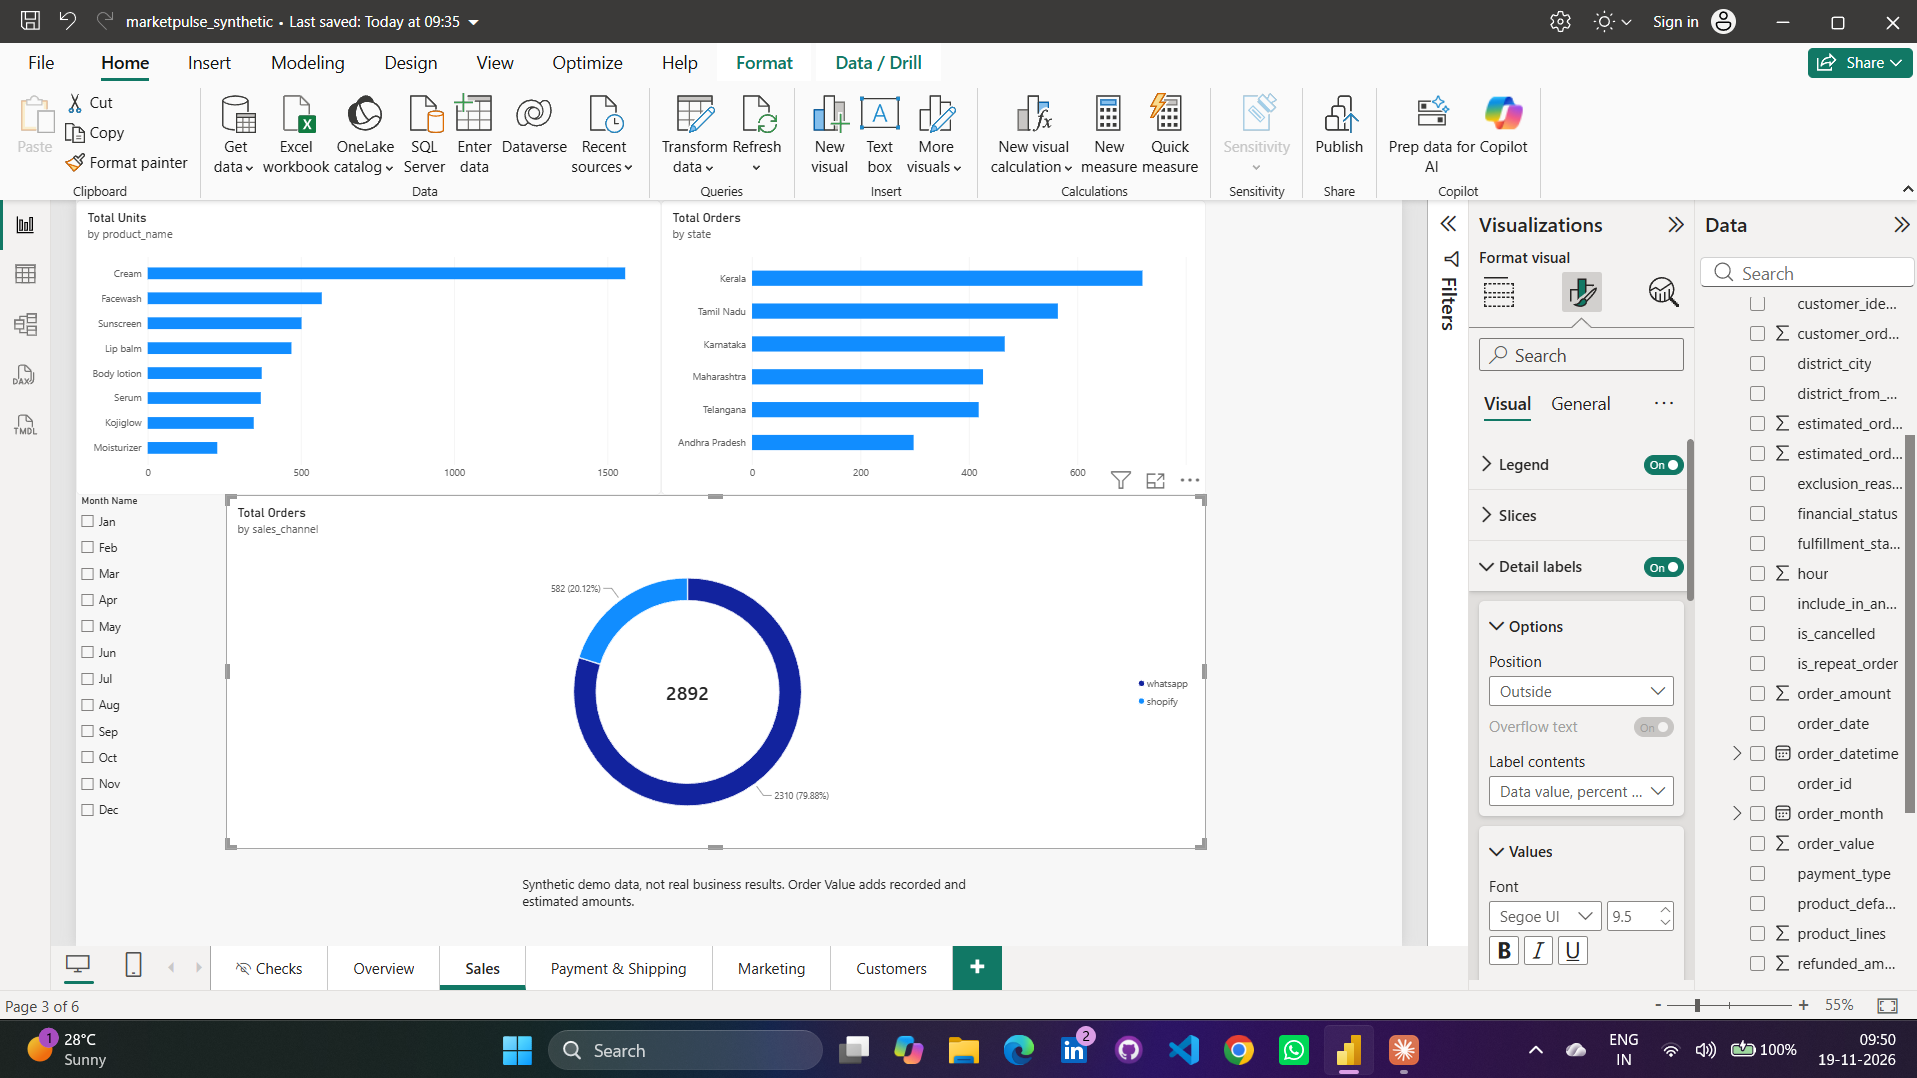 marketpulse_synthetic • Last saved: Today at 09:35
Sign in
File Home Insert Modeling Design View Optimize Help Format Data / Drill
Share
Paste
Cut
Copy
Format painter
Clipboard
Get data
Excel workbook
OneLake catalog
SQL Server
Enter data
Dataverse
Recent sources
Data
Transform data
Refresh
Queries
New visual
Text box
More visuals
Insert
New visual calculation
New measure
Quick measure
Calculations
Sensitivity
Sensitivity
Publish
Share
Prep data for AI
Copilot
Copilot
DAX
TMDL
Total Units
by product_name
Cream
Facewash
Sunscreen
Lip balm
Body lotion
Serum
Kojiglow
Moisturizer
0 500 1000 1500
Total Orders
by state
Kerala
Tamil Nadu
Karnataka
Maharashtra
Telangana
Andhra Pradesh
0 200 400 600
Month Name
Jan
Feb
Mar
Apr
May
Jun
Jul
Aug
Sep
Oct
Nov
Dec
Total Orders
by sales_channel
582 (20.12%)
2892
2310 (79.88%)
whatsapp
shopify
Synthetic demo data, not real business results. Order Value adds recorded and
estimated amounts.
Filters
Visualizations
Format visual
Search
Visual General
Legend On
Slices
Detail labels On
Options
Position
Outside
Overflow text On
Label contents
Data value, percent ...
Values
Font
Segoe UI 9.5
B I U
Data
Search
customer_ide...
customer_ord...
district_city
district_from_...
estimated_ord...
estimated_ord...
exclusion_reas...
financial_status
fulfillment_sta...
hour
include_in_an...
is_cancelled
is_repeat_order
order_amount
order_date
order_datetime
order_id
order_month
order_value
payment_type
product_defa...
product_lines
refunded_am...
Checks Overview Sales Payment & Shipping Marketing Customers +
Page 3 of 6
- + 55%
1
28°C
Sunny
Search
2
ENG
IN
100%
09:50
19-11-2026